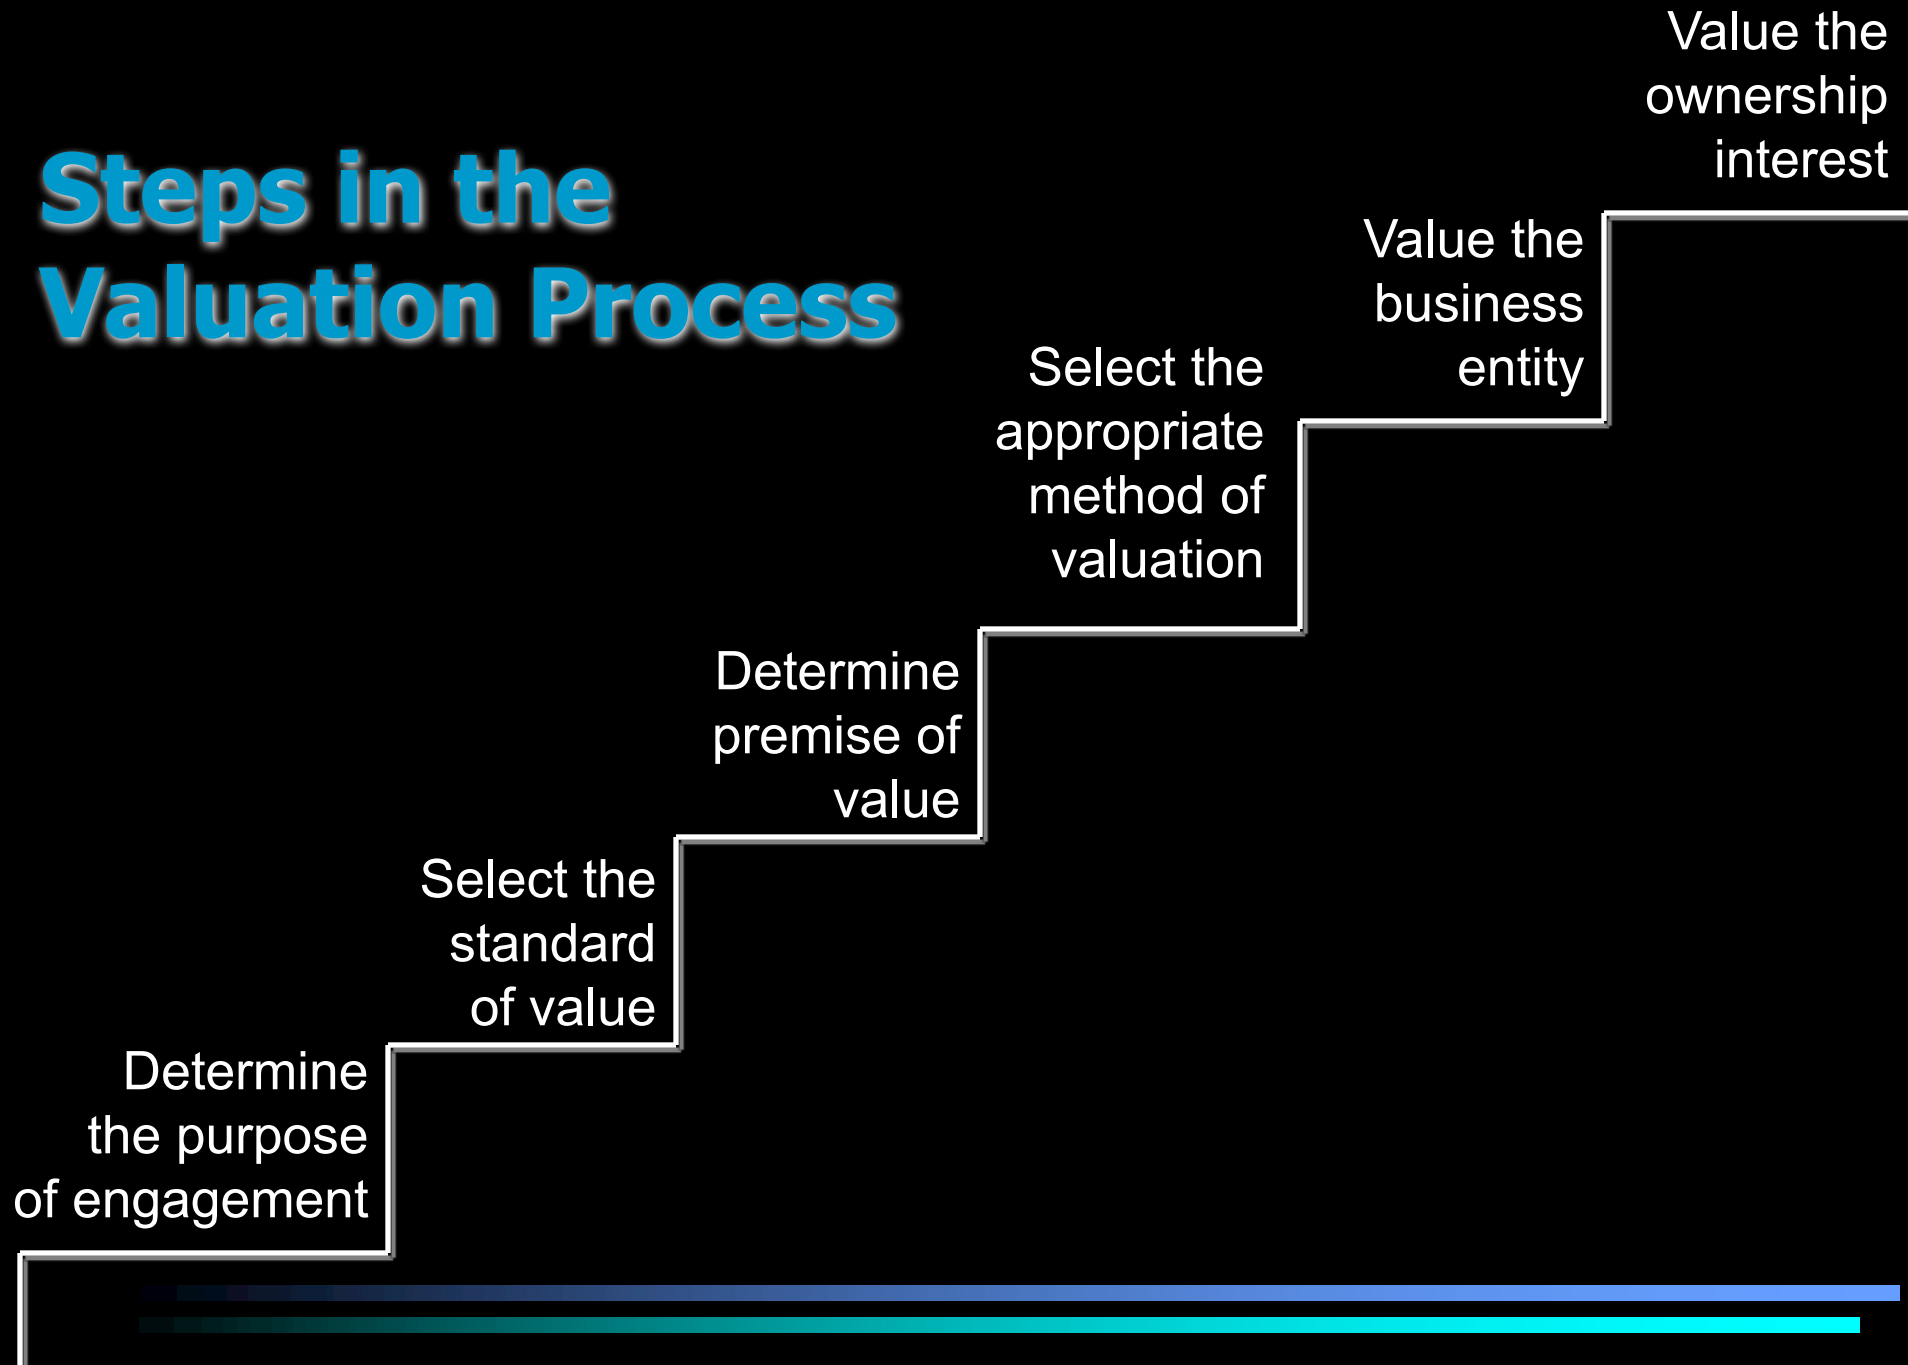 Steps in the
Valuation Process
Value the
ownership
interest
Value the
business
entity
Select the
appropriate
method of
valuation
Determine
premise of
value
Select the
standard
of value
Determine
the purpose
of engagement